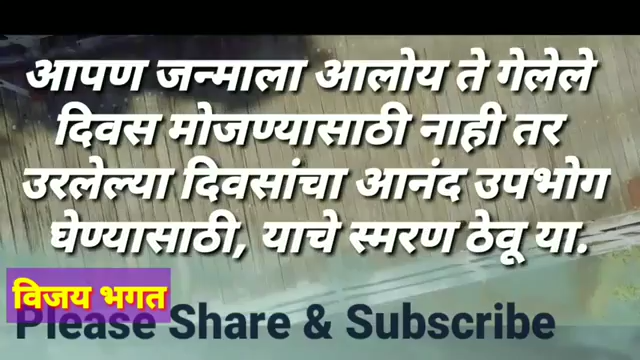 आपण जन्माला आलोय ते गेलेले
दिवस मोजण्यासाठी नाही तर
उरलेल्या दिवसांचा आनंद उपभोग
घेण्यासाठी, याचे स्मरण ठेवू या.
विजय भगत
Please Share & Subscribe